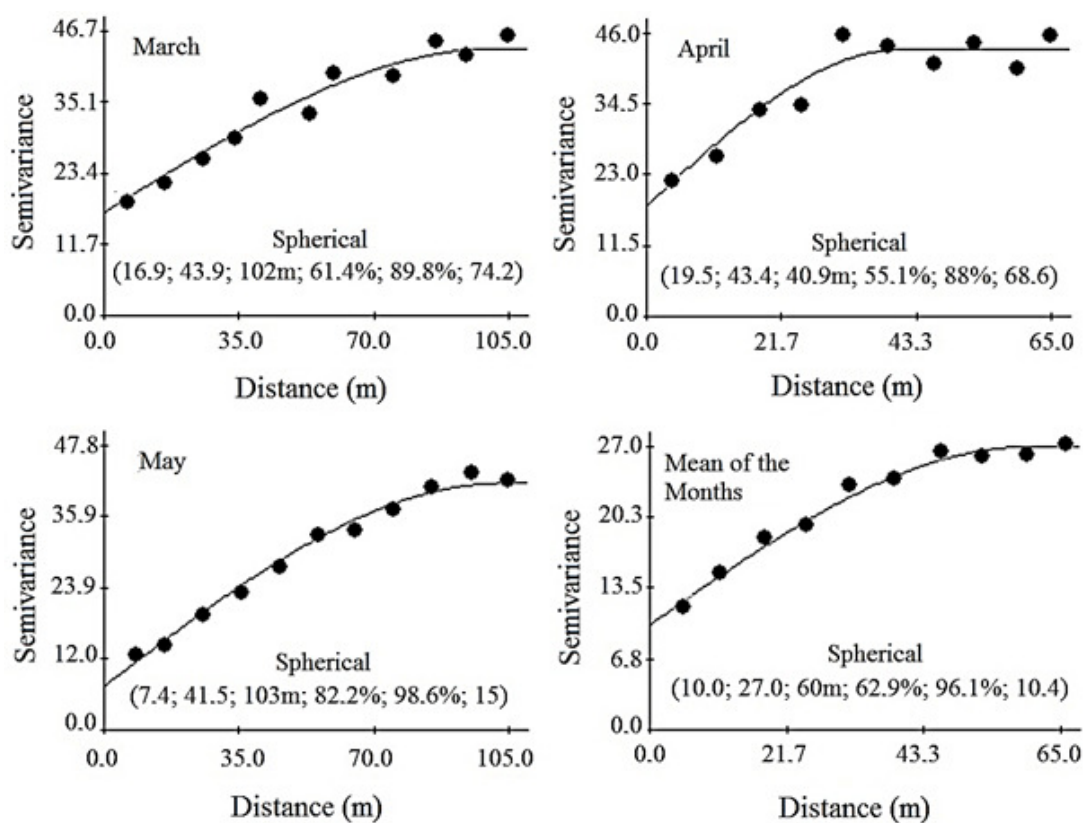 46.7
March
35.1
23.4
11.7
0.0
Semivariance
Spherical
(16.9; 43.9; 102m; 61.4%; 89.8%; 74.2)
0.0 35.0 70.0 105.0
Distance (m)
46.0
April
34.5
23.0
11.5
0.0
Semivariance
Spherical
(19.5; 43.4; 40.9m; 55.1%; 88%; 68.6)
0.0 21.7 43.3 65.0
Distance (m)
47.8
May
35.9
23.9
12.0
0.0
Semivariance
Spherical
(7.4; 41.5; 103m; 82.2%; 98.6%; 15)
0.0 35.0 70.0 105.0
Distance (m)
27.0
Mean of the
Months
20.3
13.5
6.8
0.0
Semivariance
Spherical
(10.0; 27.0; 60m; 62.9%; 96.1%; 10.4)
0.0 21.7 43.3 65.0
Distance (m)